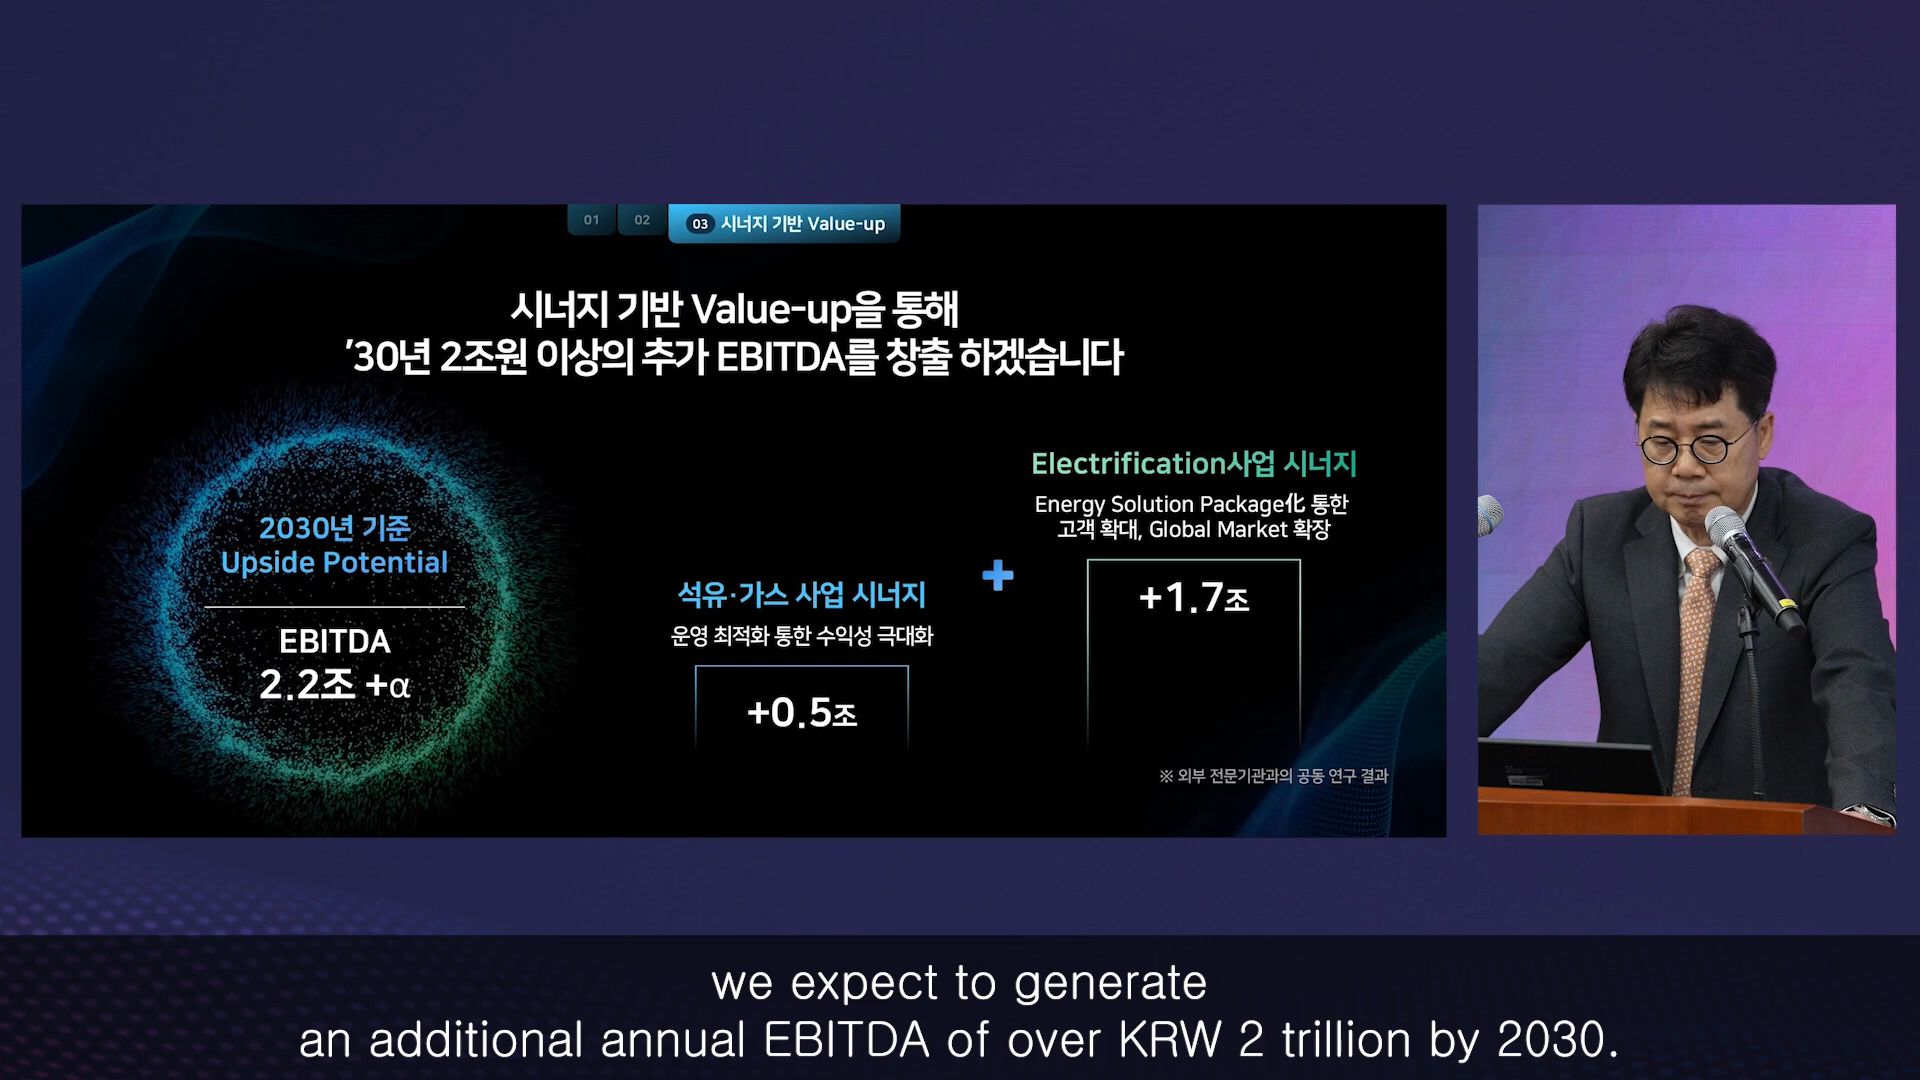 01
02
03 시너지 기반 Value-up
시너지 기반 Value-up을 통해
’30년 2조원 이상의 추가 EBITDA를 창출 하겠습니다
2030년 기준
Upside Potential
EBITDA
2.2조 +α
석유·가스 사업 시너지
운영 최적화 통한 수익성 극대화
+0.5조
+
Electrification사업 시너지
Energy Solution Package化 통한
고객 확대, Global Market 확장
+1.7조
※ 외부 전문기관과의 공동 연구 결과
we expect to generate
an additional annual EBITDA of over KRW 2 trillion by 2030.